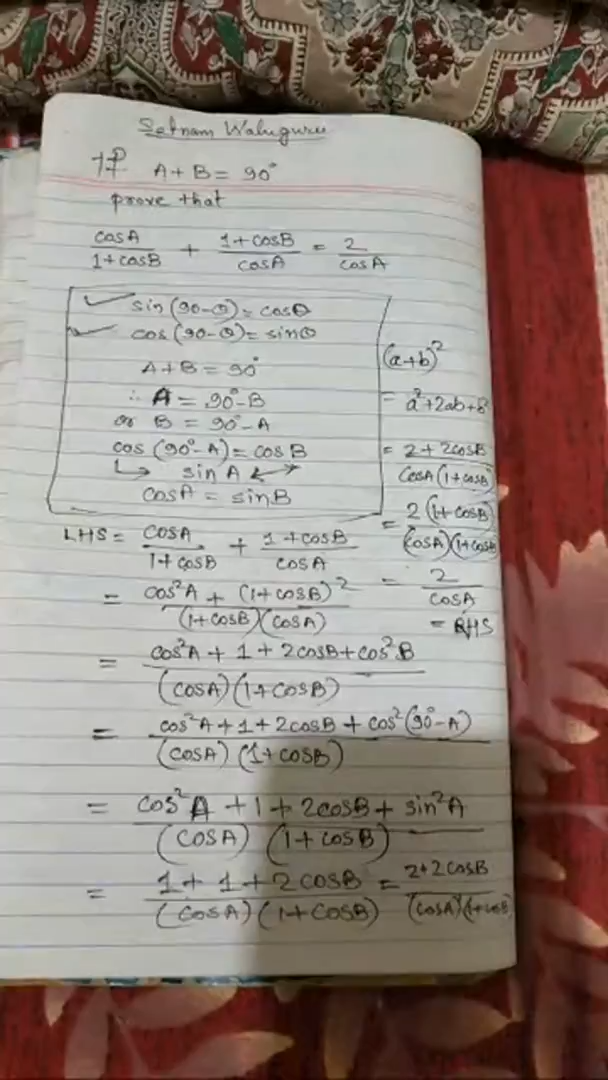 Satnam Waheguru
If A+B = 90°
prove that
cosA/1+cosB + 1+cosB/cosA = 2/cosA
sin(90-θ) = cosθ
cos(90-θ) = sinθ
A+B = 90°
∴ A = 90°-B
or B = 90°-A
cos(90°-A) = cosB
↳ sinA
cosA = sinB
LHS = cosA/1+cosB + 1+cosB/cosA
= cos²A + (1+cosB)²/(1+cosB)(cosA)
= cos²A + 1 + 2cosB + cos²B/(cosA)(1+cosB)
= cos²A + 1 + 2cosB + cos²(90°-A)/(cosA)(1+cosB)
= cos²A + 1 + 2cosB + sin²A/(cosA)(1+cosB)
= 1 + 1 + 2cosB/(cosA)(1+cosB) = 2+2cosB/(cosA)(1+cosB)
(a+b)²
= a²+2ab+b²
= 2+2cosB/cosA(1+cosB)
= 2(1+cosB)/(cosA)(1+cosB)
= 2/cosA
= RHS